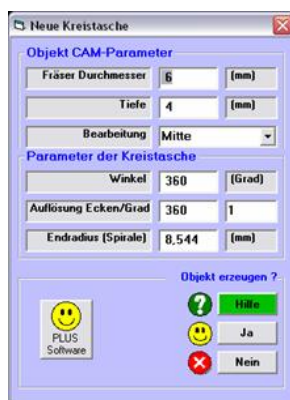 Neue Kreistasche
Objekt CAM-Parameter
Fräser Durchmesser 6 (mm)
Tiefe 4 (mm)
Bearbeitung Mitte
Parameter der Kreistasche
Winkel 360 (Grad)
Auflösung Ecken/Grad 360 1
Endradius (Spirale) 8,544 (mm)
Objekt erzeugen ?
PLUS
Software
? Hilfe
Ja
Nein